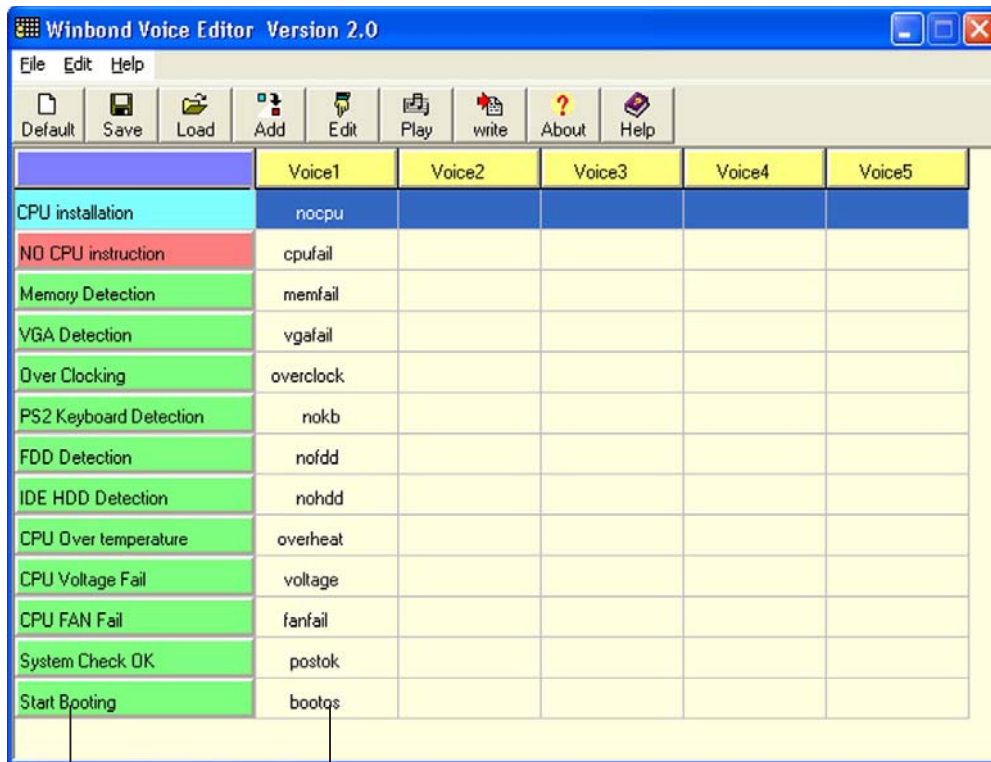 Winbond Voice Editor Version 2.0
File Edit Help
Default Save Load Add Edit Play write About Help
Voice1 Voice2 Voice3 Voice4 Voice5
CPU installation nocpu
NO CPU instruction cpufail
Memory Detection memfail
VGA Detection vgafail
Over Clocking overclock
PS2 Keyboard Detection nokb
FDD Detection nofdd
IDE HDD Detection nohdd
CPU Over temperature overheat
CPU Voltage Fail voltage
CPU FAN Fail fanfail
System Check OK postok
Start Booting bootos